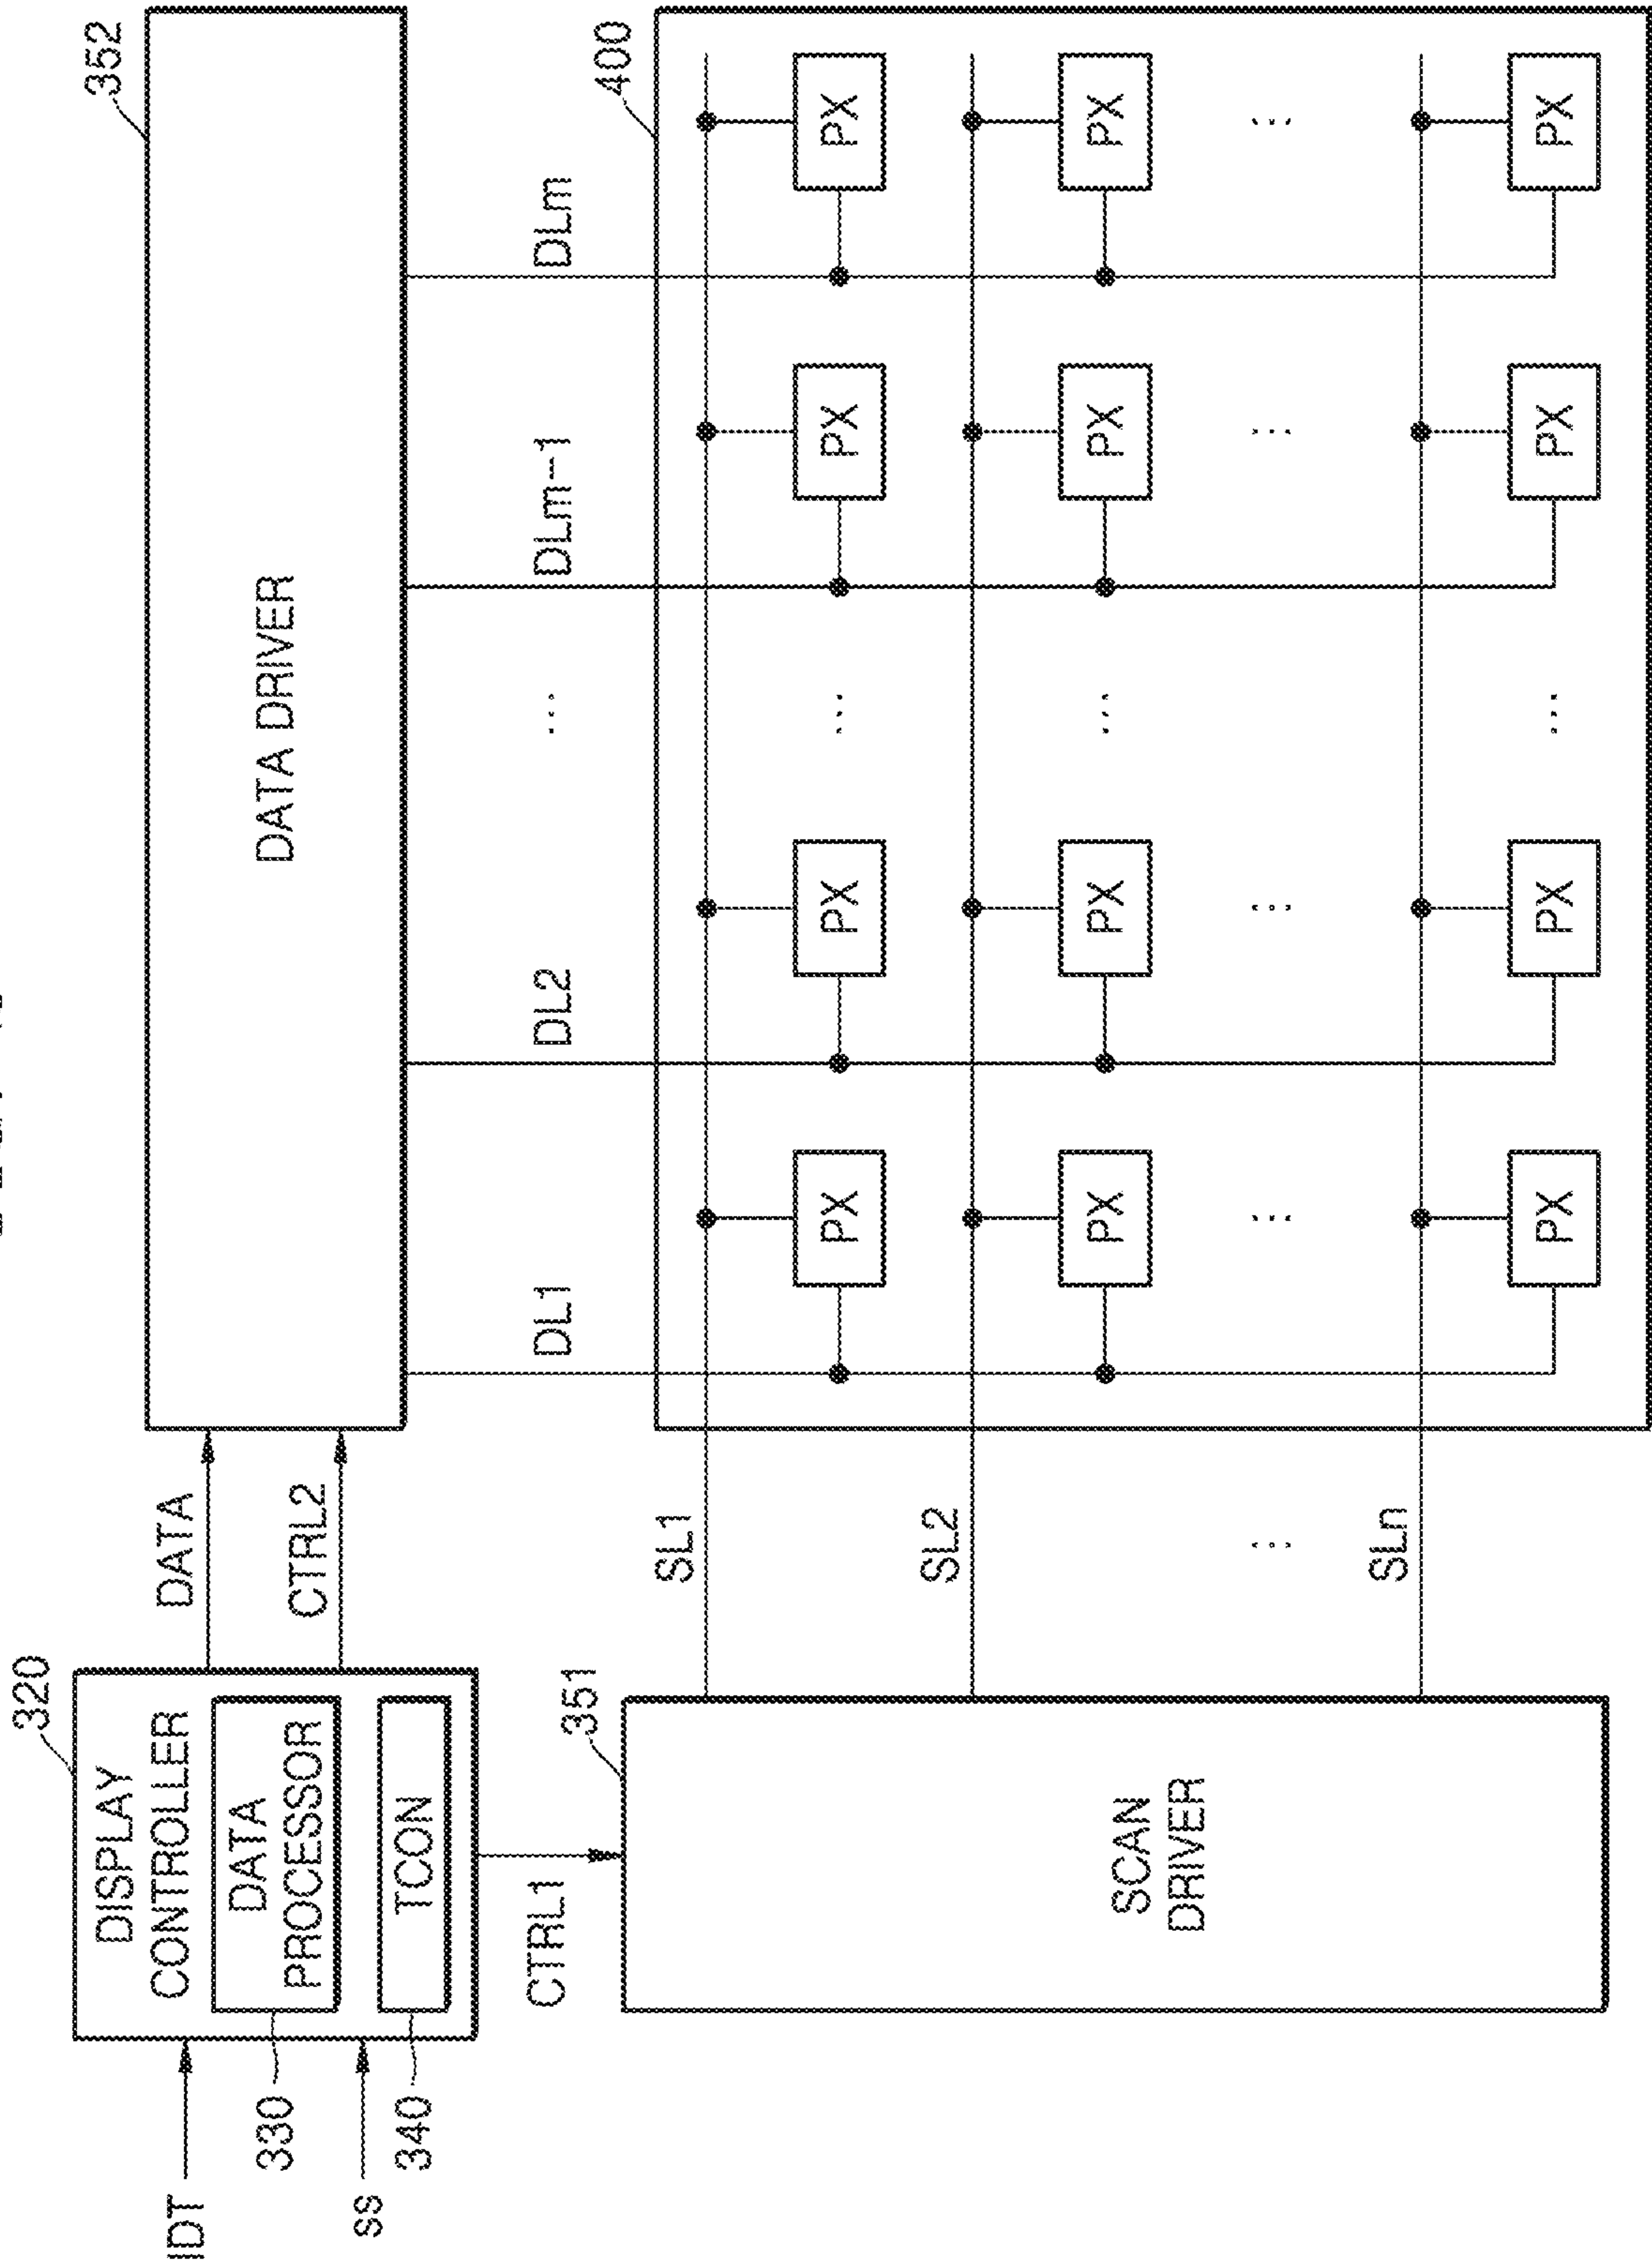 320
DISPLAY
CONTROLLER
IDT
DATA
PROCESSOR
330
SS
TCON
340
DATA
CTRL2
DATA DRIVER
352
CTRL1
351
SCAN
DRIVER
DL1
DL2
...
DLm-1
DLm
400
SL1
SL2
...
SLn
PX
PX
...
PX
PX
PX
PX
...
PX
PX
... ... ... ...
PX
PX
...
PX
PX